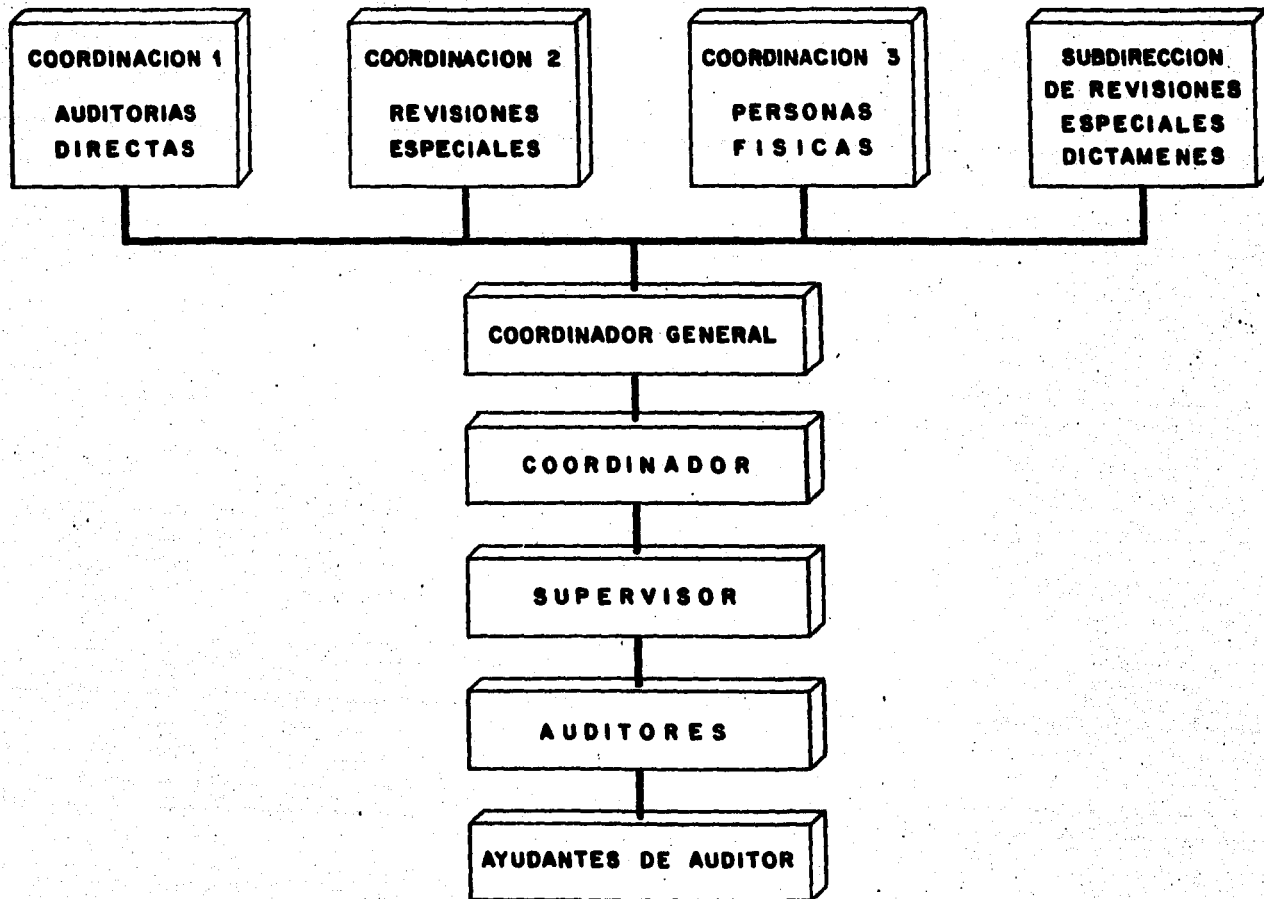 COORDINACION 1
AUDITORIAS
DIRECTAS
COORDINACION 2
REVISIONES
ESPECIALES
COORDINACION 3
PERSONAS
FISICAS
SUBDIRECCION
DE REVISIONES
ESPECIALES
DICTAMENES
COORDINADOR GENERAL
COORDINADOR
SUPERVISOR
AUDITORES
AYUDANTES DE AUDITOR